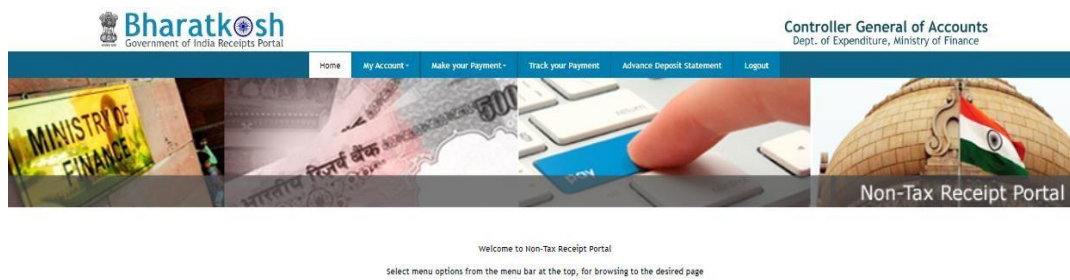 Bharatkosh
Government of India Receipts Portal
Controller General of Accounts
Dept. of Expenditure, Ministry of Finance
Home My Account - Make your Payment - Track your Payment Advance Deposit Statement Logout
MINISTRY OF
FINANCE
500
रिज़र्व बैंक
भारतीय
return
pay
Non-Tax Receipt Portal
Welcome to Non-Tax Receipt Portal
Select menu options from the menu bar at the top, for browsing to the desired page